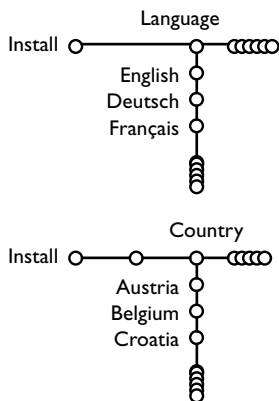 Language
Install
English
Deutsch
Français
Country
Install
Austria
Belgium
Croatia